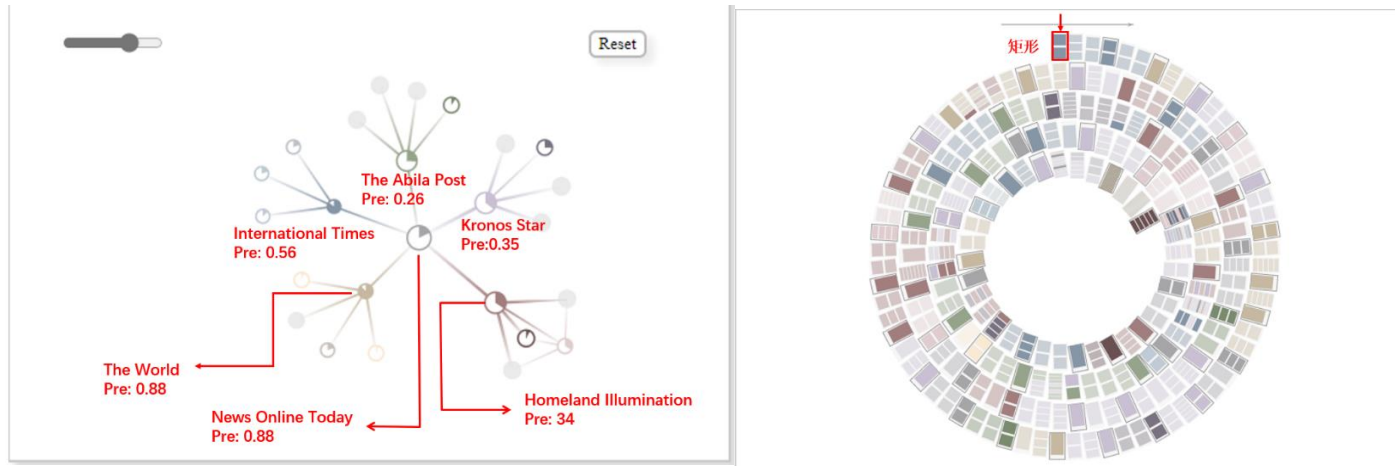 Reset
矩形
The Abila Post
Pre: 0.26
International Times
Pre: 0.56
Kronos Star
Pre:0.35
The World
Pre: 0.88
Homeland Illumination
Pre: 34
News Online Today
Pre: 0.88